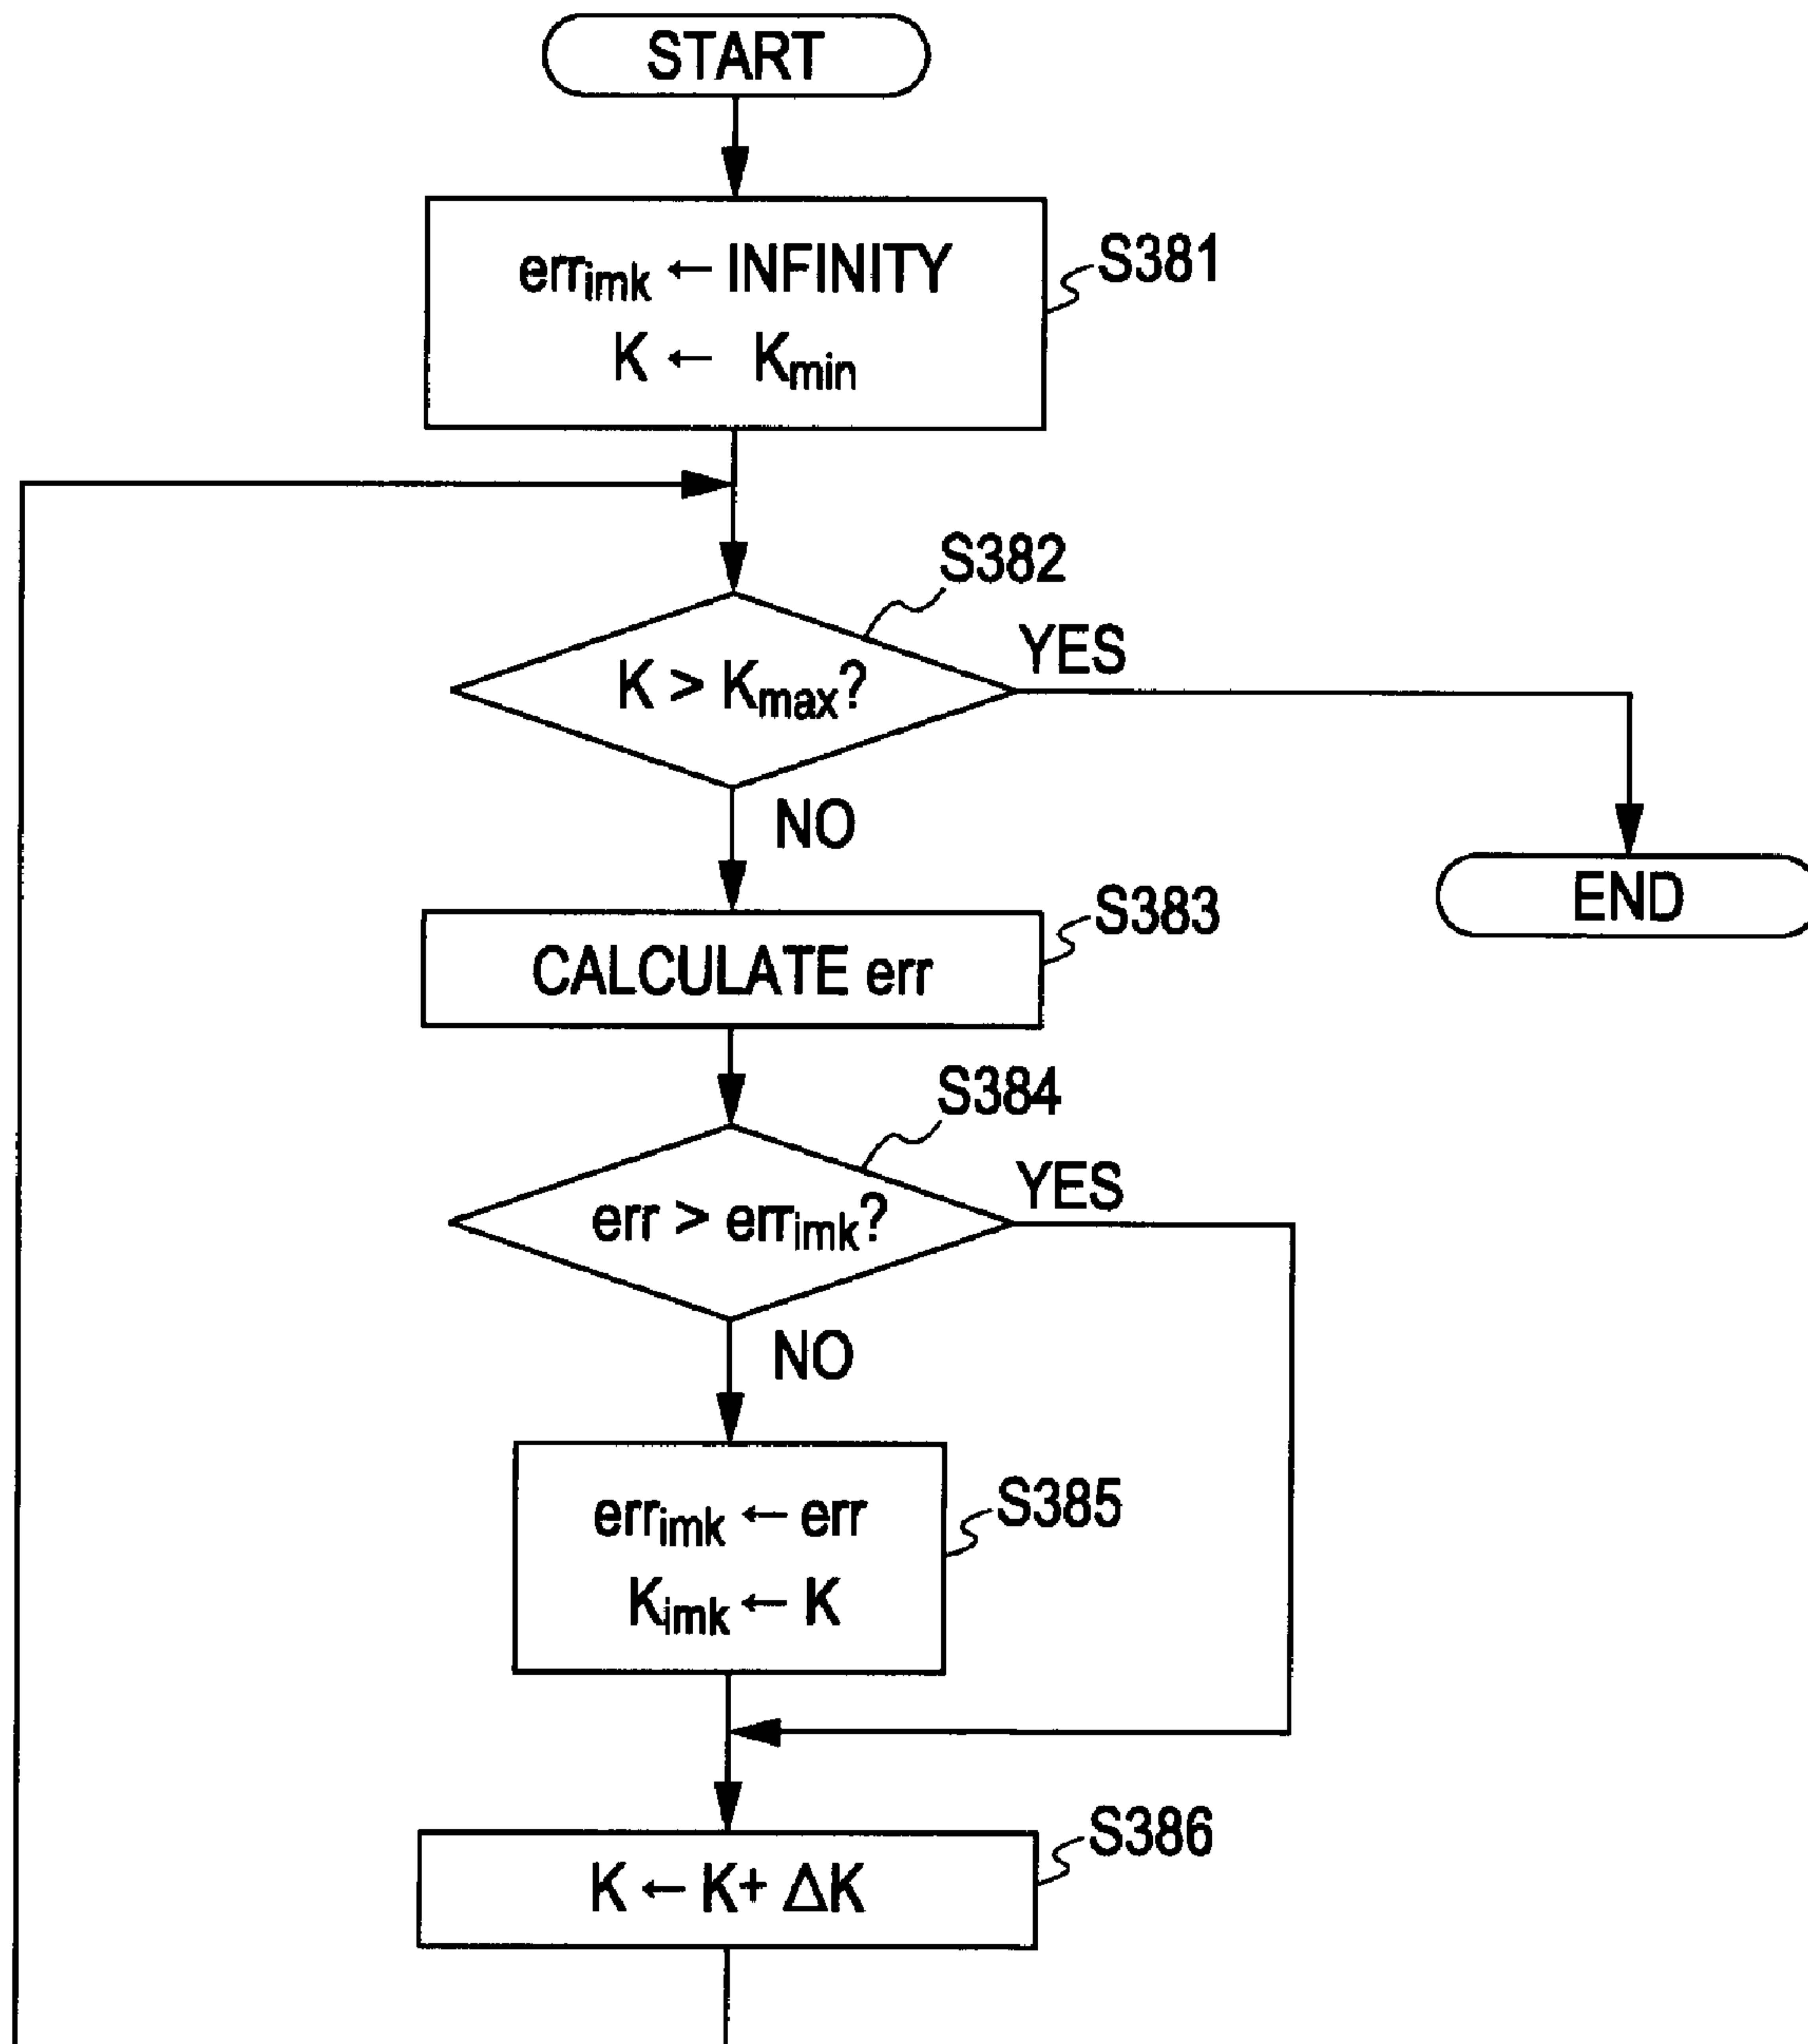 START
err_imk ← INFINITY
K ← K_min
S381
S382
K > K_max?
YES
NO
END
S383
CALCULATE err
S384
err > err_imk?
YES
NO
err_imk ← err
K_imk ← K
S385
S386
K ← K + ΔK